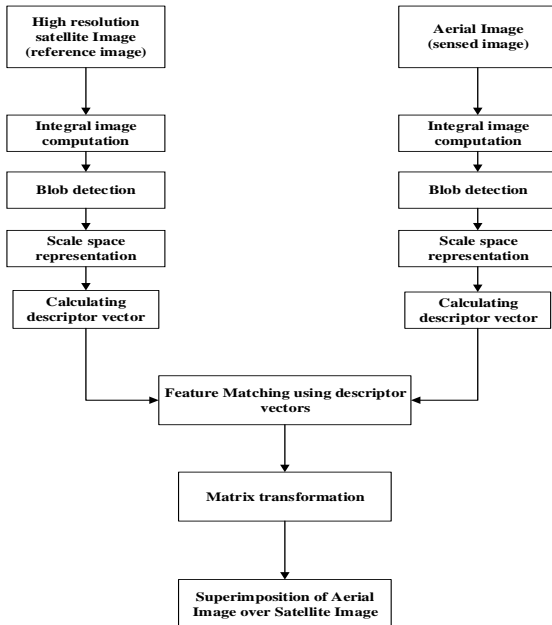 High resolution
satellite Image
(reference image)
Aerial Image
(sensed image)
Integral image
computation
Integral image
computation
Blob detection
Blob detection
Scale space
representation
Scale space
representation
Calculating
descriptor vector
Calculating
descriptor vector
Feature Matching using descriptor
vectors
Matrix transformation
Superimposition of Aerial
Image over Satellite Image